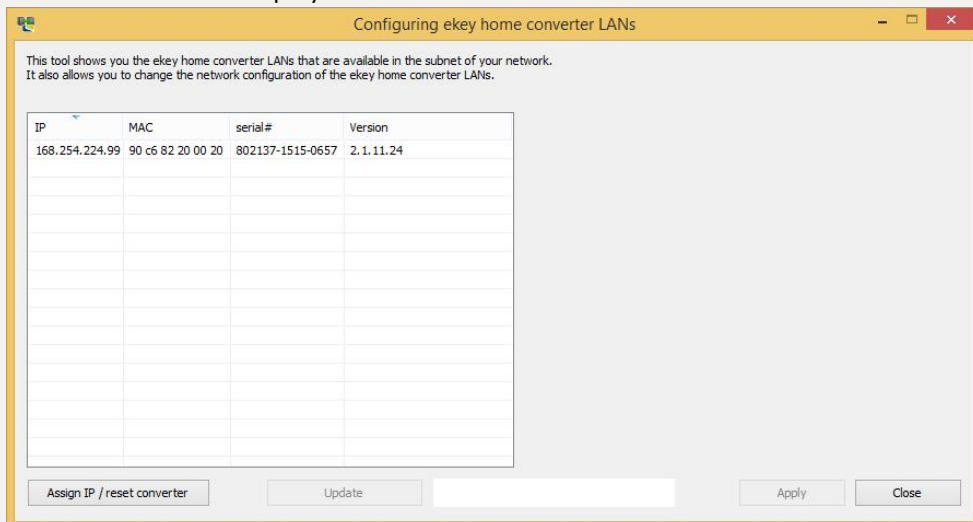 Configuring ekey home converter LANs
This tool shows you the ekey home converter LANs that are available in the subnet of your network.
It also allows you to change the network configuration of the ekey home converter LANs.
IP MAC serial# Version
168.254.224.99 90 c6 82 20 00 20 802137-1515-0657 2.1.11.24
Assign IP / reset converter Update Apply Close